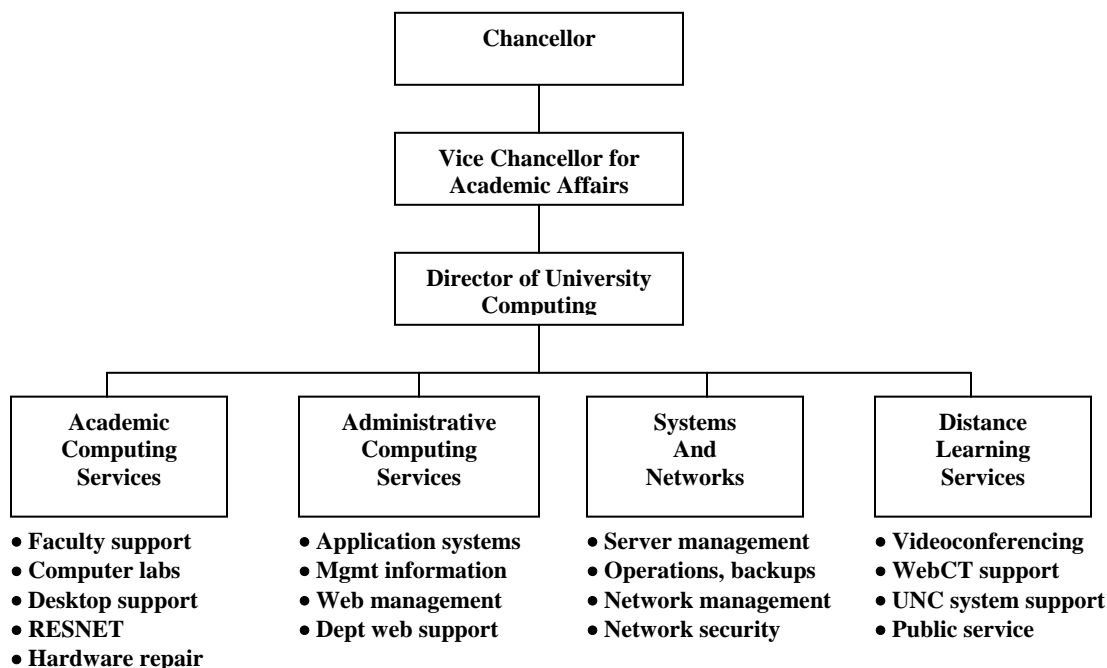 Chancellor
Vice Chancellor for
Academic Affairs
Director of University
Computing
Academic
Computing
Services
• Faculty support
• Computer labs
• Desktop support
• RESNET
• Hardware repair
Administrative
Computing
Services
• Application systems
• Mgmt information
• Web management
• Dept web support
Systems
And
Networks
• Server management
• Operations, backups
• Network management
• Network security
Distance
Learning
Services
• Videoconferencing
• WebCT support
• UNC system support
• Public service